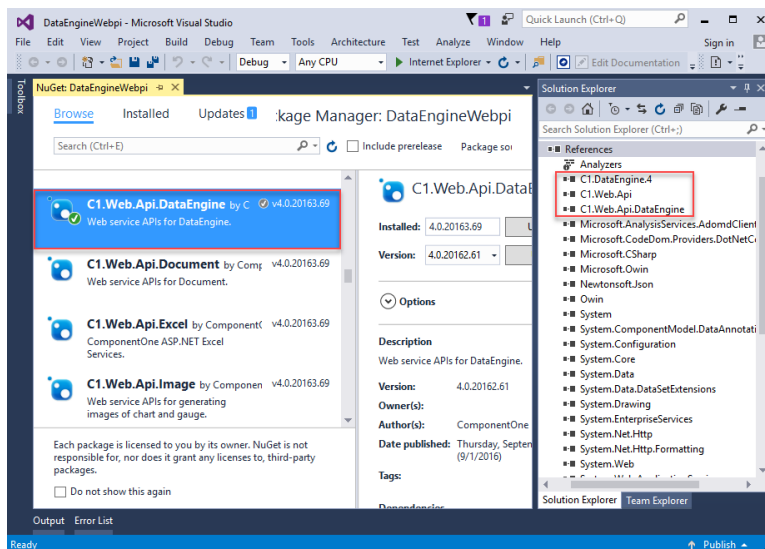 DataEngineWebpi - Microsoft Visual Studio
1
Quick Launch (Ctrl+Q)
File Edit View Project Build Debug Team Tools Architecture Test Analyze Window Help Sign in
Debug Any CPU Internet Explorer Edit Documentation
Toolbox
NuGet: DataEngineWebpi
Browse Installed Updates 1 :kage Manager: DataEngineWebpi
Search (Ctrl+E) Include prerelease Package sou
C1.Web.Api.DataEngine by C v4.0.20163.69
Web service APIs for DataEngine.
C1.Web.Api.Document by Comp v4.0.20163.69
Web service APIs for Document.
C1.Web.Api.Excel by Component( v4.0.20163.69
ComponentOne ASP.NET Excel
Services.
C1.Web.Api.Image by Componen v4.0.20163.69
Web service APIs for generating
images of chart and gauge.
Each package is licensed to you by its owner. NuGet is not
responsible for, nor does it grant any licenses to, third-party
packages.
Do not show this again
C1.Web.Api.DataE
Installed: 4.0.20163.69 U
Version: 4.0.20162.61
Options
Description
Web service APIs for DataEngine.
Version: 4.0.20162.61
Owner(s):
Author(s): ComponentOne
Date published: Thursday, Septen
(9/1/2016)
Tags:
Dependencies
Solution Explorer
Search Solution Explorer (Ctrl+;)
References
Analyzers
C1.DataEngine.4
C1.Web.Api
C1.Web.Api.DataEngine
Microsoft.AnalysisServices.AdomdClient
Microsoft.CodeDom.Providers.DotNetCo
Microsoft.CSharp
Microsoft.Owin
Newtonsoft.Json
Owin
System
System.ComponentModel.DataAnnotati
System.Configuration
System.Core
System.Data
System.Data.DataSetExtensions
System.Drawing
System.EnterpriseServices
System.Net.Http
System.Net.Http.Formatting
System.Web
Solution Explorer Team Explorer
Output Error List
Ready Publish